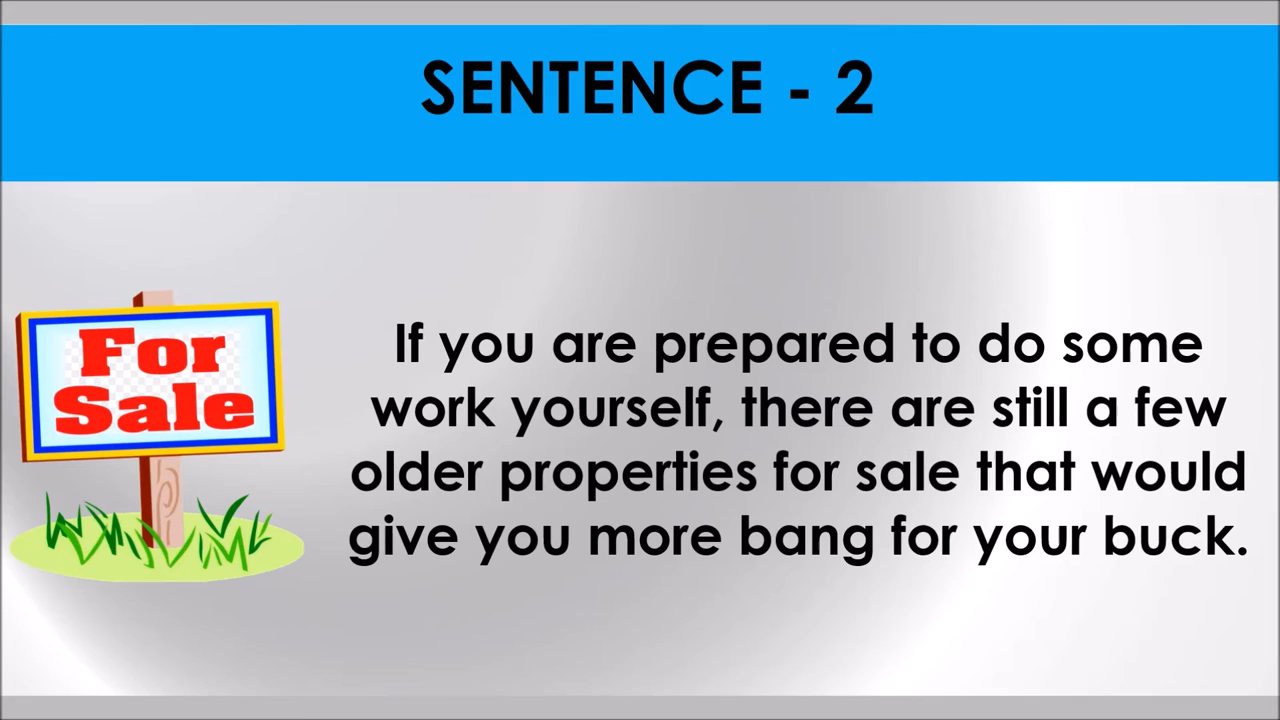 SENTENCE - 2
For
Sale
If you are prepared to do some
work yourself, there are still a few
older properties for sale that would
give you more bang for your buck.